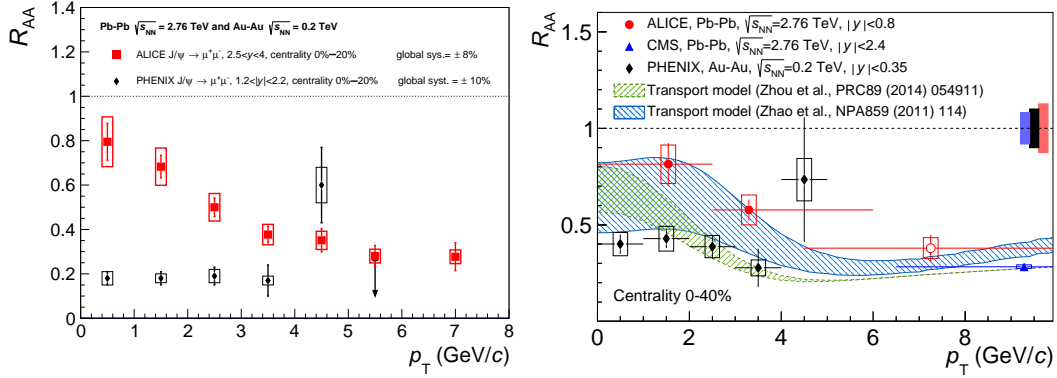 Pb-Pb √s_NN = 2.76 TeV and Au-Au √s_NN = 0.2 TeV
ALICE J/ψ → μ⁺μ⁻, 2.5<y<4, centrality 0%–20% global sys.= ± 8%
PHENIX J/ψ → μ⁺μ⁻, 1.2<|y|<2.2, centrality 0%–20% global syst. = ± 10%
R_AA
1.4
1.2
1
0.8
0.6
0.4
0.2
0
0 1 2 3 4 5 6 7 8
p_T (GeV/c)
R_AA
ALICE, Pb-Pb, √s_NN=2.76 TeV, |y|<0.8
CMS, Pb-Pb, √s_NN=2.76 TeV, |y|<2.4
PHENIX, Au-Au, √s_NN=0.2 TeV, |y|<0.35
Transport model (Zhou et al., PRC89 (2014) 054911)
Transport model (Zhao et al., NPA859 (2011) 114)
1.5
1
0.5
Centrality 0-40%
0 2 4 6 8
p_T (GeV/c)